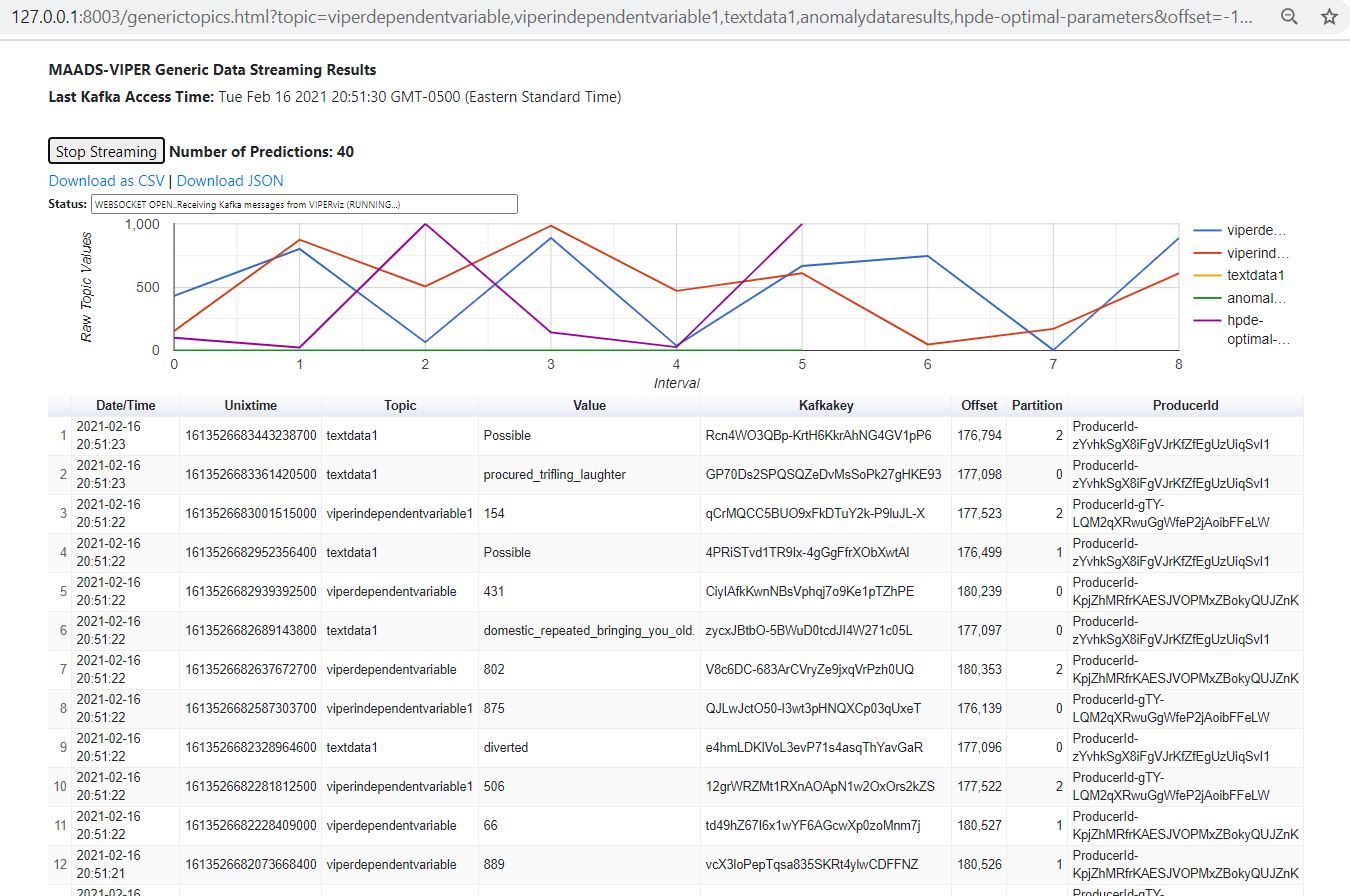 127.0.0.1:8003/generictopics.html?topic=viperdependentvariable,viperindependentvariable1,textdata1,anomalydataresults,hpde-optimal-parameters&offset=-1...
MAADS-VIPER Generic Data Streaming Results
Last Kafka Access Time: Tue Feb 16 2021 20:51:30 GMT-0500 (Eastern Standard Time)
Stop Streaming Number of Predictions: 40
Download as CSV | Download JSON
Status: WEBSOCKET OPEN..Receiving Kafka messages from VIPERviz (RUNNING...)
Raw Topic Values
1,000
500
0
0 1 2 3 4 5 6 7 8
Interval
viperde...
viperind...
textdata1
anomal...
hpde-
optimal-...
Date/Time Unixtime Topic Value Kafkakey Offset Partition ProducerId
1 2021-02-16 20:51:23 1613526683443238700 textdata1 Possible Rcn4WO3QBp-KrtH6KkrAhNG4GV1pP6 176,794 2 ProducerId-zYvhkSgX8iFgVJrKfZfEgUzUiqSvI1
2 2021-02-16 20:51:23 1613526683361420500 textdata1 procured_trifling_laughter GP70Ds2SPQSQZeDvMsSoPk27gHKE93 177,098 0 ProducerId-zYvhkSgX8iFgVJrKfZfEgUzUiqSvI1
3 2021-02-16 20:51:22 1613526683001515000 viperindependentvariable1 154 qCrMQCC5BUO9xFkDTuY2k-P9luJL-X 177,523 2 ProducerId-gTY-LQM2qXRwuGgWfeP2jAoibFFeLW
4 2021-02-16 20:51:22 1613526682952356400 textdata1 Possible 4PRiSTvd1TR9Ix-4gGgFfrXObXwtAl 176,499 1 ProducerId-zYvhkSgX8iFgVJrKfZfEgUzUiqSvI1
5 2021-02-16 20:51:22 1613526682939392500 viperdependentvariable 431 CiyIAfkKwnNBsVphqj7o9Ke1pTZhPE 180,239 0 ProducerId-KpjZhMRfrKAESJVOPMxZBokyQUJZnK
6 2021-02-16 20:51:22 1613526682689143800 textdata1 domestic_repeated_bringing_you_old. zycxJBtbO-5BWuD0tcdJI4W271c05L 177,097 0 ProducerId-zYvhkSgX8iFgVJrKfZfEgUzUiqSvI1
7 2021-02-16 20:51:22 1613526682637672700 viperdependentvariable 802 V8c6DC-683ArCVryZe9jxqVrPzh0UQ 180,353 2 ProducerId-KpjZhMRfrKAESJVOPMxZBokyQUJZnK
8 2021-02-16 20:51:22 1613526682587303700 viperindependentvariable1 875 QJLwJctO50-I3wt3pHNQXCp03qUxeT 176,139 0 ProducerId-gTY-LQM2qXRwuGgWfeP2jAoibFFeLW
9 2021-02-16 20:51:22 1613526682328964600 textdata1 diverted e4hmLDKIVoL3evP71s4asqThYavGaR 177,096 0 ProducerId-zYvhkSgX8iFgVJrKfZfEgUzUiqSvI1
10 2021-02-16 20:51:22 1613526682281812500 viperindependentvariable1 506 12grWRZMt1RXnAOApN1w2OxOrs2kZS 177,522 2 ProducerId-gTY-LQM2qXRwuGgWfeP2jAoibFFeLW
11 2021-02-16 20:51:22 1613526682228409000 viperdependentvariable 66 td49hZ67I6x1wYF6AGcwXp0zoMnm7j 180,527 1 ProducerId-KpjZhMRfrKAESJVOPMxZBokyQUJZnK
12 2021-02-16 20:51:21 1613526682073668400 viperdependentvariable 889 vcX3loPepTqsa835SKRt4ylwCDFFNZ 180,526 1 ProducerId-KpjZhMRfrKAESJVOPMxZBokyQUJZnK
2021-02-16 ProducerId-